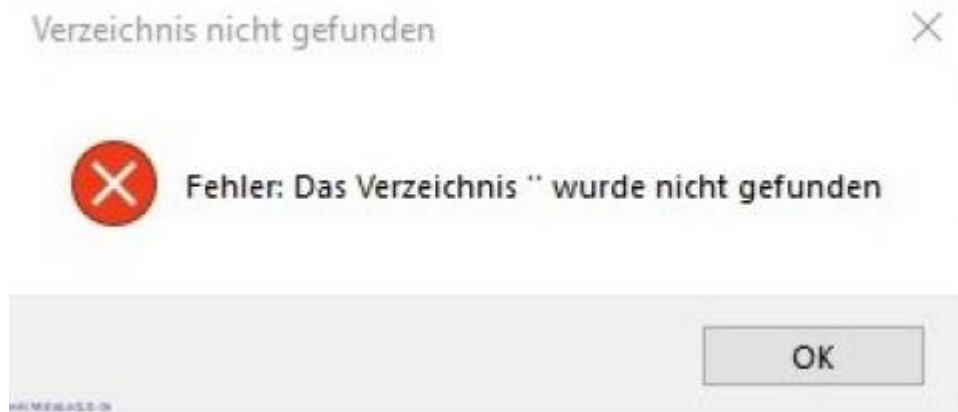 Verzeichnis nicht gefunden
Fehler: Das Verzeichnis '' wurde nicht gefunden
OK